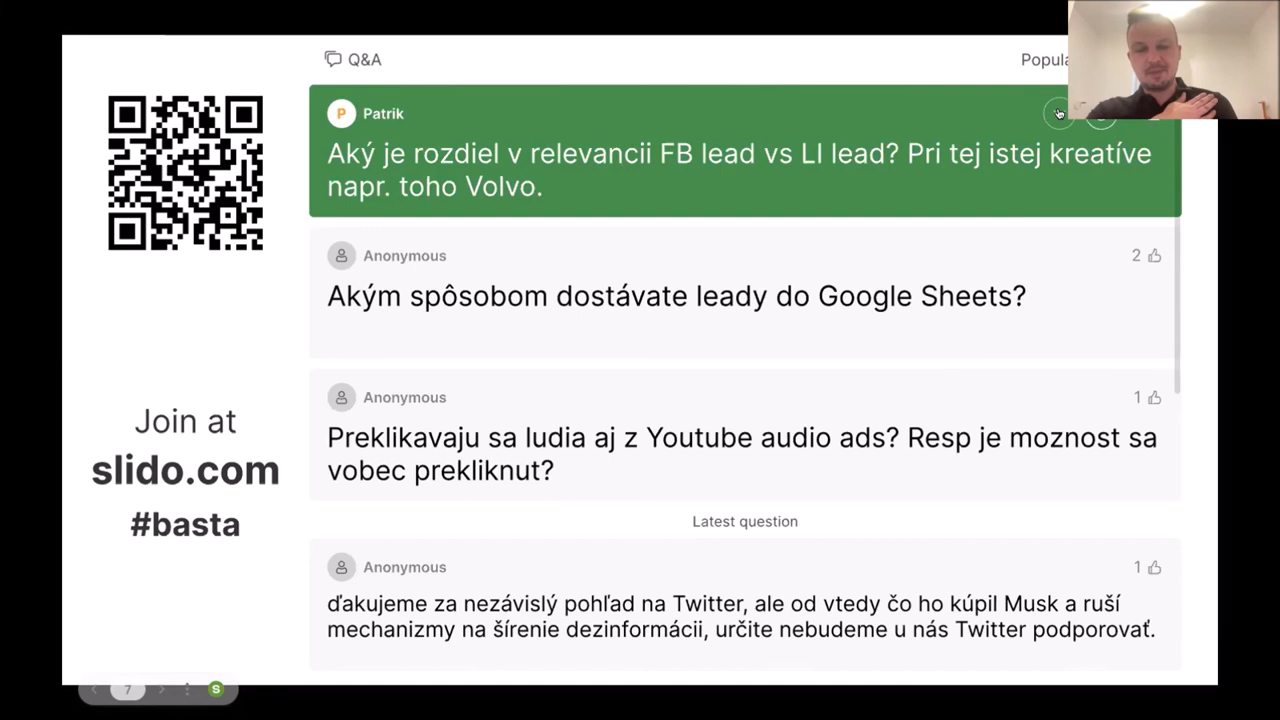 Q&A
Popula
P
Patrik
Aký je rozdiel v relevancii FB lead vs LI lead? Pri tej istej kreatíve
napr. toho Volvo.
Anonymous
2
Akým spôsobom dostávate leady do Google Sheets?
Anonymous
1
Preklikavaju sa ludia aj z Youtube audio ads? Resp je moznost sa
vobec prekliknut?
Latest question
Anonymous
1
ďakujeme za nezávislý pohľad na Twitter, ale od vtedy čo ho kúpil Musk a ruší
mechanizmy na šírenie dezinformácii, určite nebudeme u nás Twitter podporovať.
Join at
slido.com
#basta
7
S